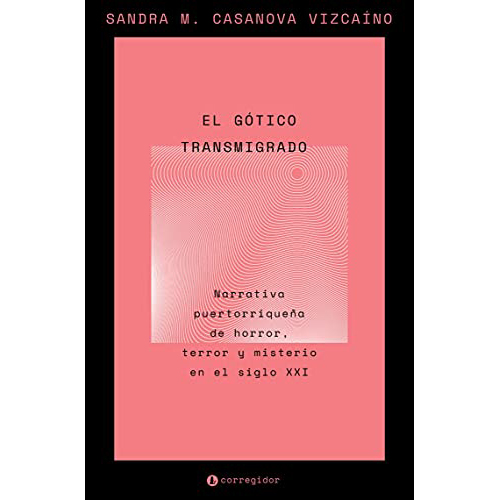 SANDRA M. CASANOVA VIZCAÍNO
EL GÓTICO
TRANSMIGRADO
Narrativa
puertorriqueña
de horror,
terror y misterio
en el siglo XXI
corregidor